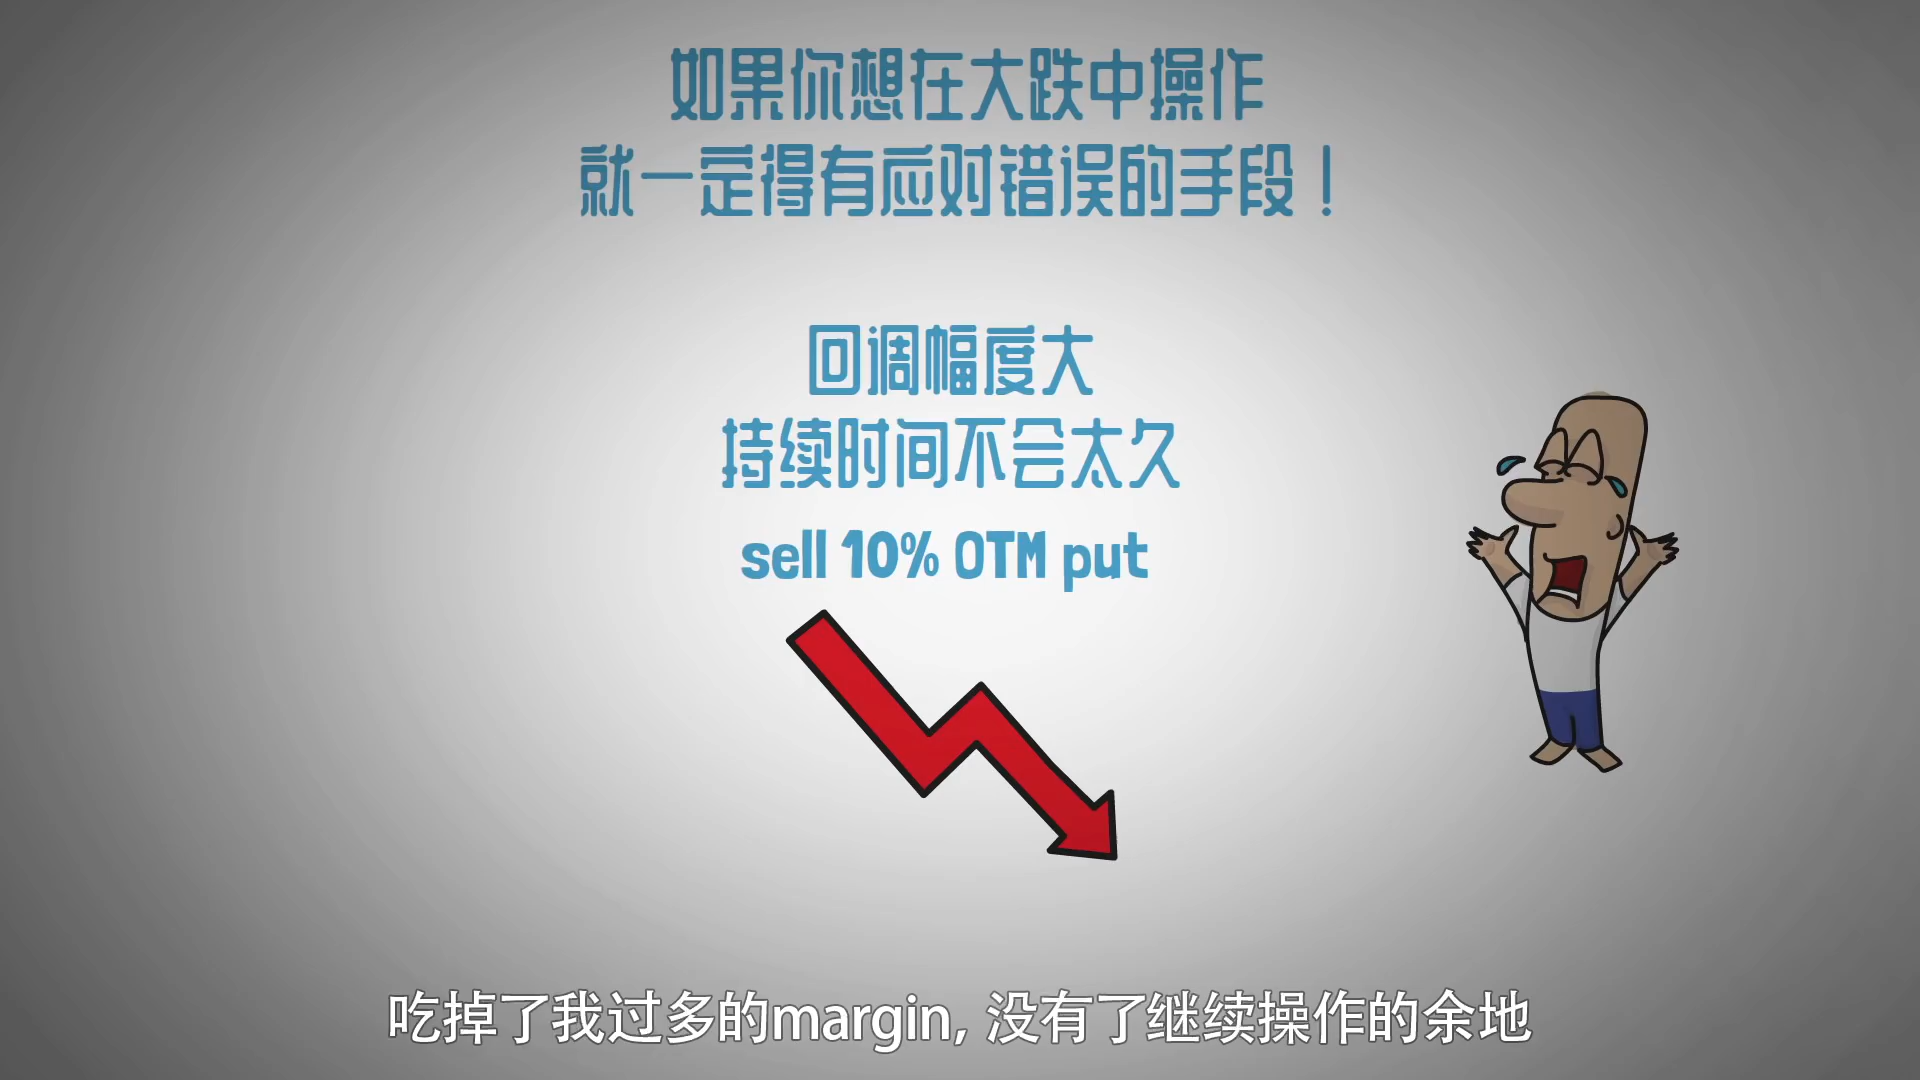 如果你想在大跌中操作
就一定得有应对错误的手段！
回调幅度大
持续时间不会太久
sell 10% OTM put
吃掉了我过多的margin, 没有了继续操作的余地